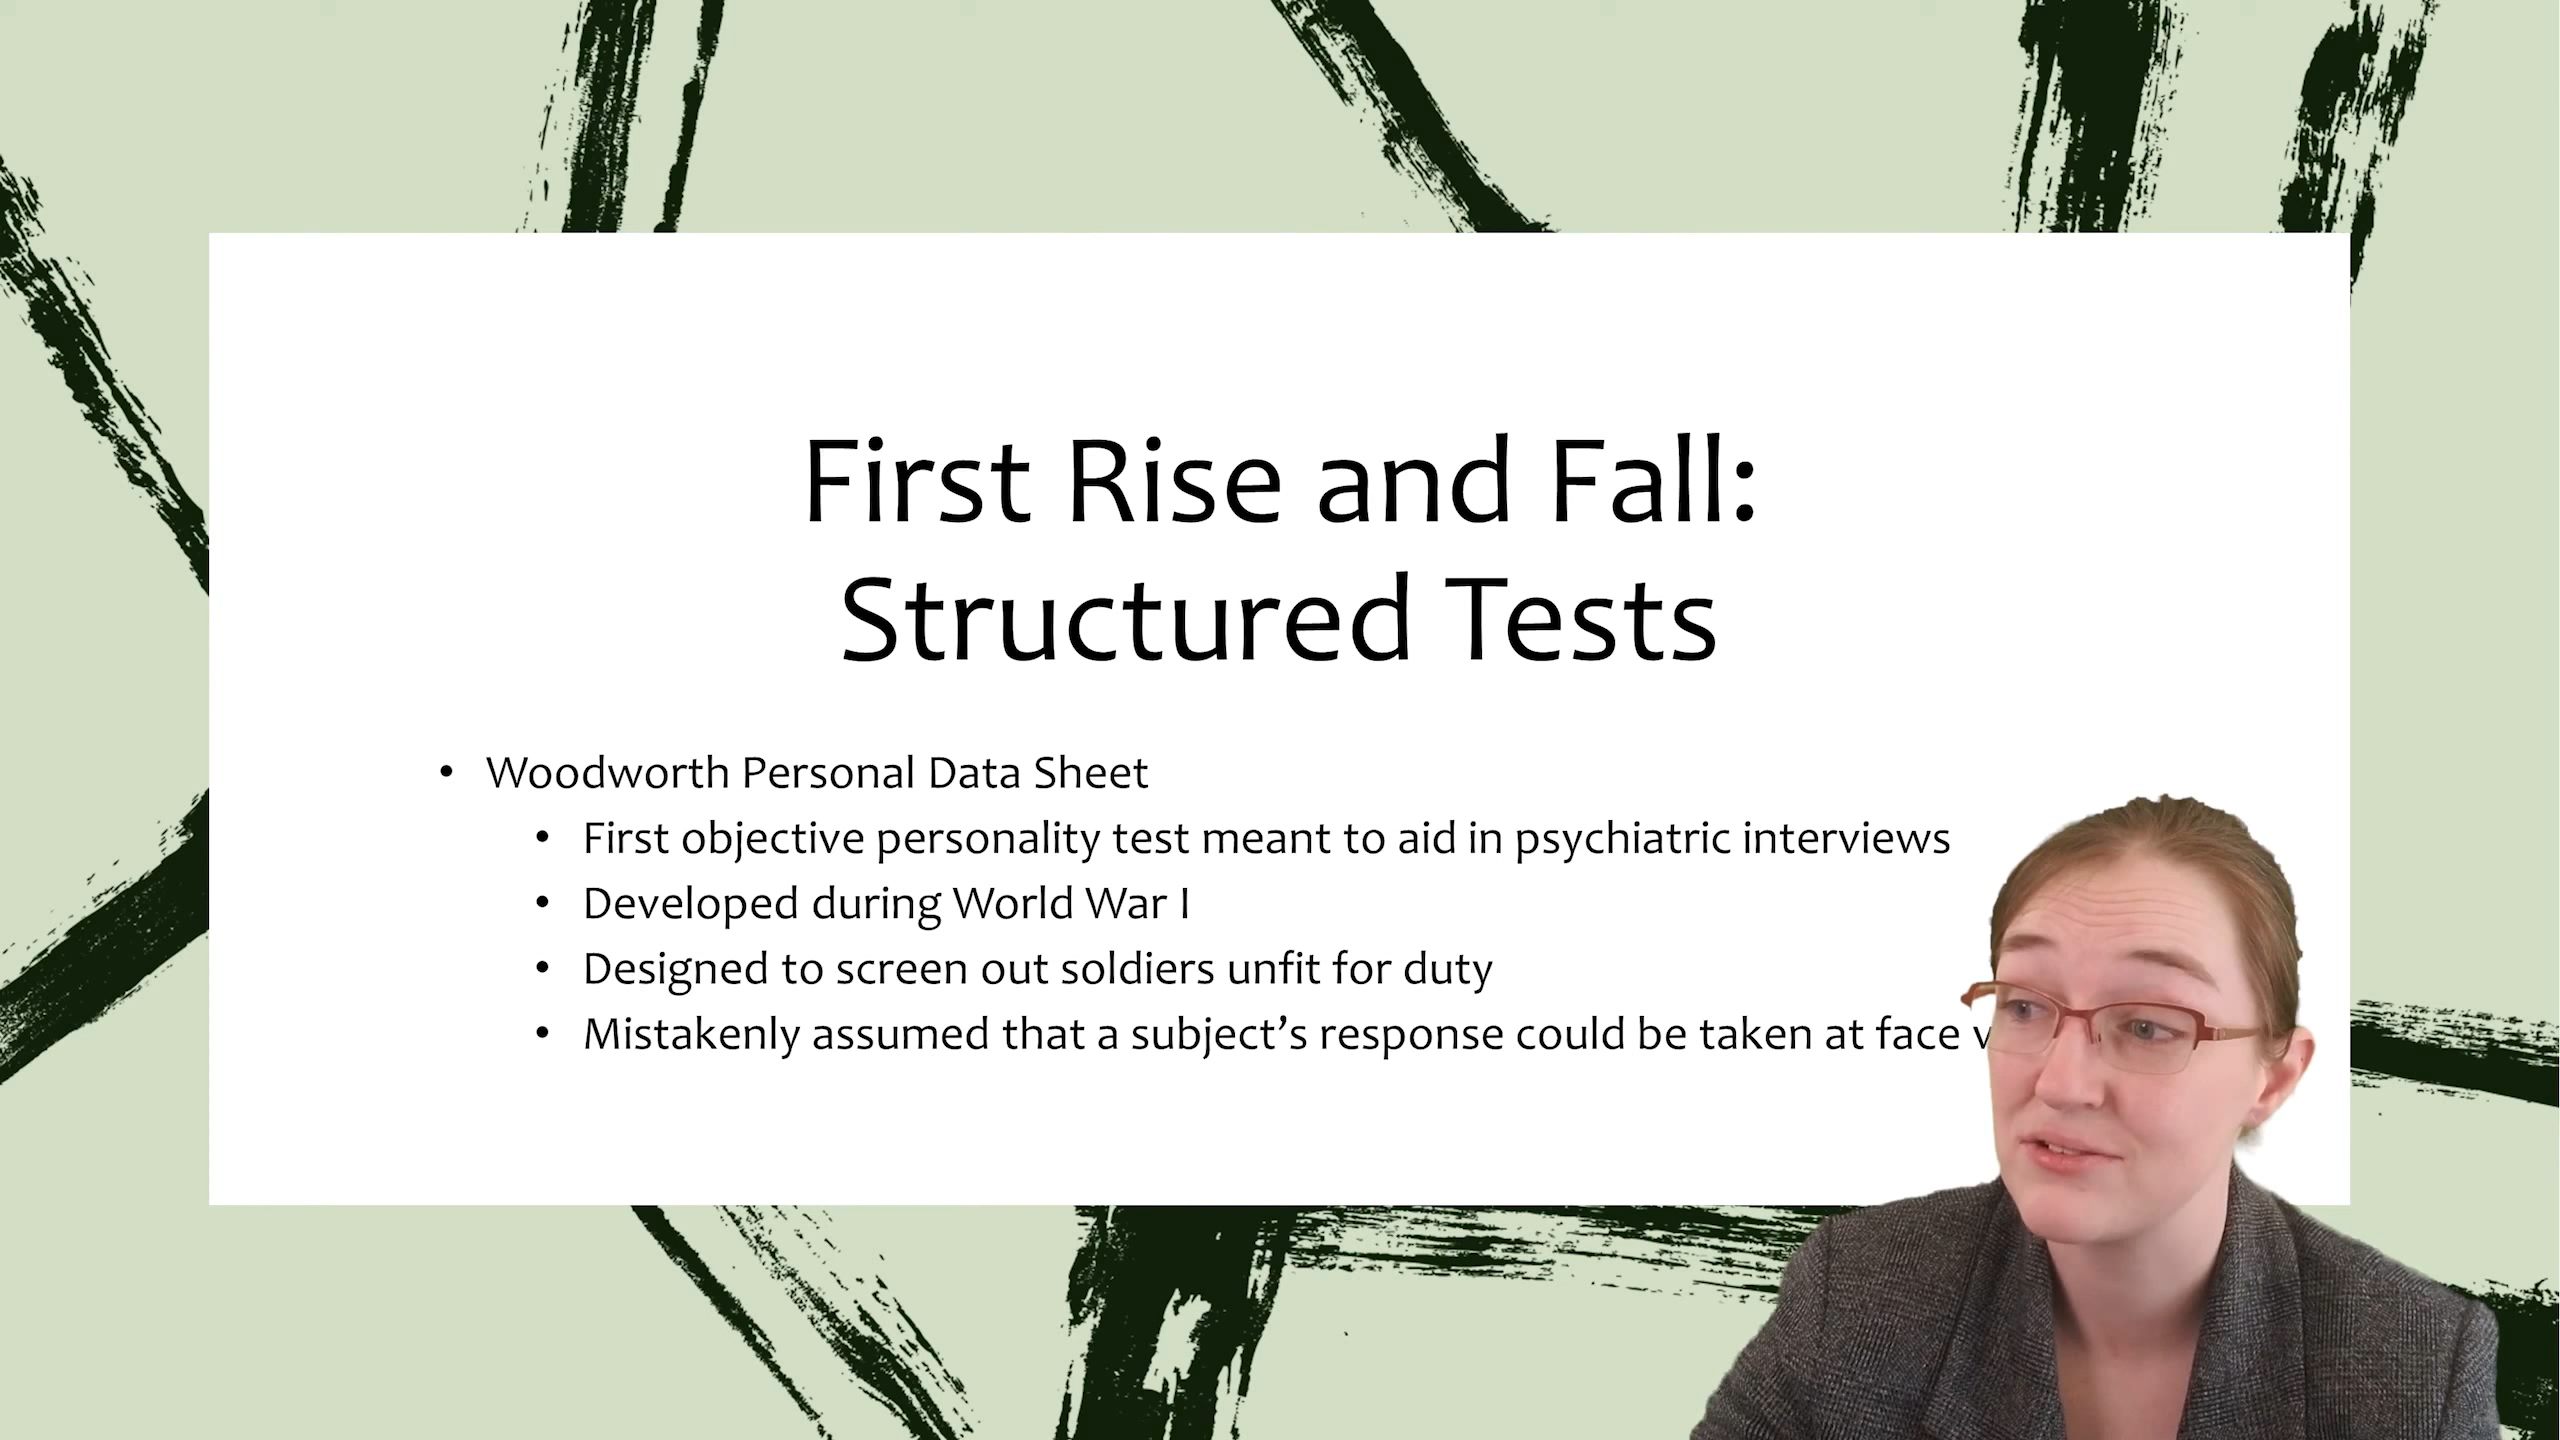 First Rise and Fall:
Structured Tests
• Woodworth Personal Data Sheet
• First objective personality test meant to aid in psychiatric interviews
• Developed during World War I
• Designed to screen out soldiers unfit for duty
• Mistakenly assumed that a subject’s response could be taken at face